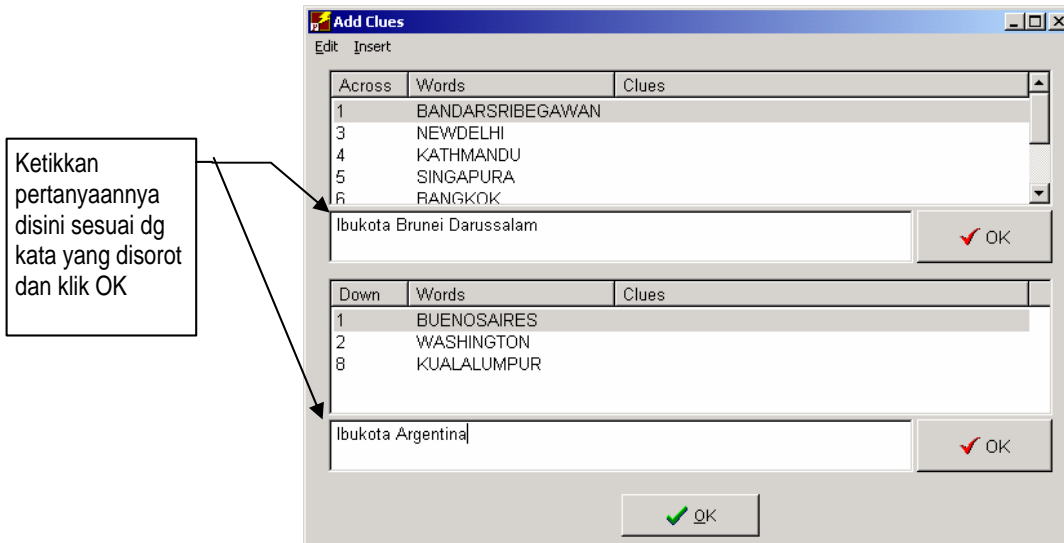 Add Clues
Edit Insert
Across Words Clues
1 BANDARSRIBEGAWAN
3 NEWDELHI
4 KATHMANDU
5 SINGAPURA
6 BANGKOK
Ibukota Brunei Darussalam
OK
Down Words Clues
1 BUENOSAIRES
2 WASHINGTON
8 KUALALUMPUR
Ibukota Argentina
OK
OK
Ketikkan
pertanyaannya
disini sesuai dg
kata yang disorot
dan klik OK